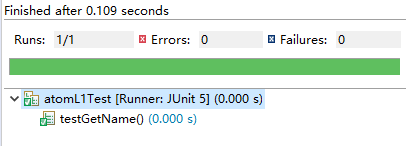 Finished after 0.109 seconds
Runs: 1/1 Errors: 0 Failures: 0
atomL1Test [Runner: JUnit 5] (0.000 s)
testGetName() (0.000 s)